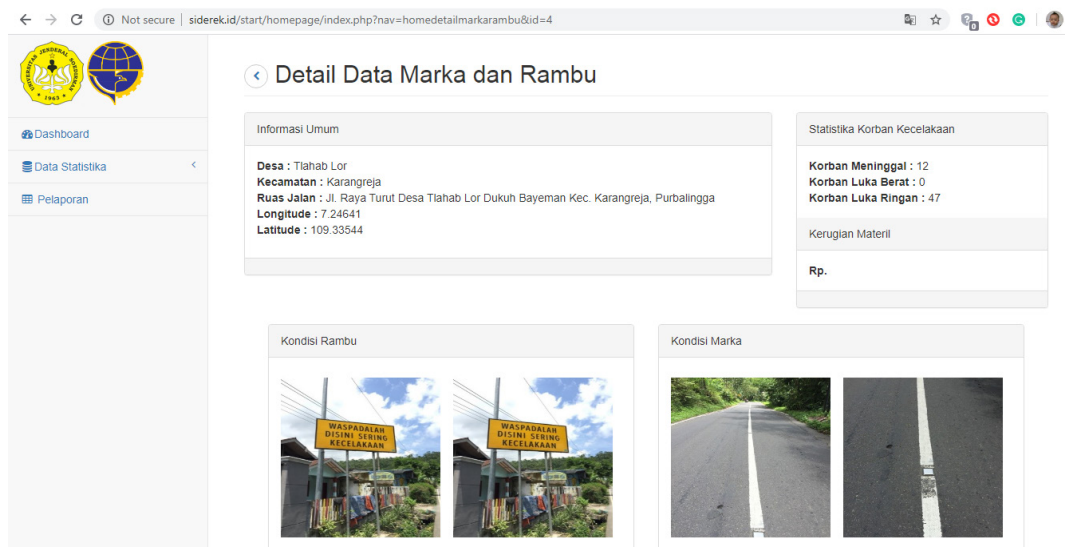 Not secure | siderek.id/start/homepage/index.php?nav=homedetailmarkarambu&id=4
UNIVERSITAS JENDERAL SOEDIRMAN
1963
Detail Data Marka dan Rambu
Dashboard
Data Statistika
Pelaporan
Informasi Umum
Desa : Tlahab Lor
Kecamatan : Karangreja
Ruas Jalan : Jl. Raya Turut Desa Tlahab Lor Dukuh Bayeman Kec. Karangreja, Purbalingga
Longitude : 7.24641
Latitude : 109.33544
Statistika Korban Kecelakaan
Korban Meninggal : 12
Korban Luka Berat : 0
Korban Luka Ringan : 47
Kerugian Materil
Rp.
Kondisi Rambu
WASPADALAH
DISINI SERING
KECELAKAAN
WASPADALAH
DISINI SERING
KECELAKAAN
Kondisi Marka